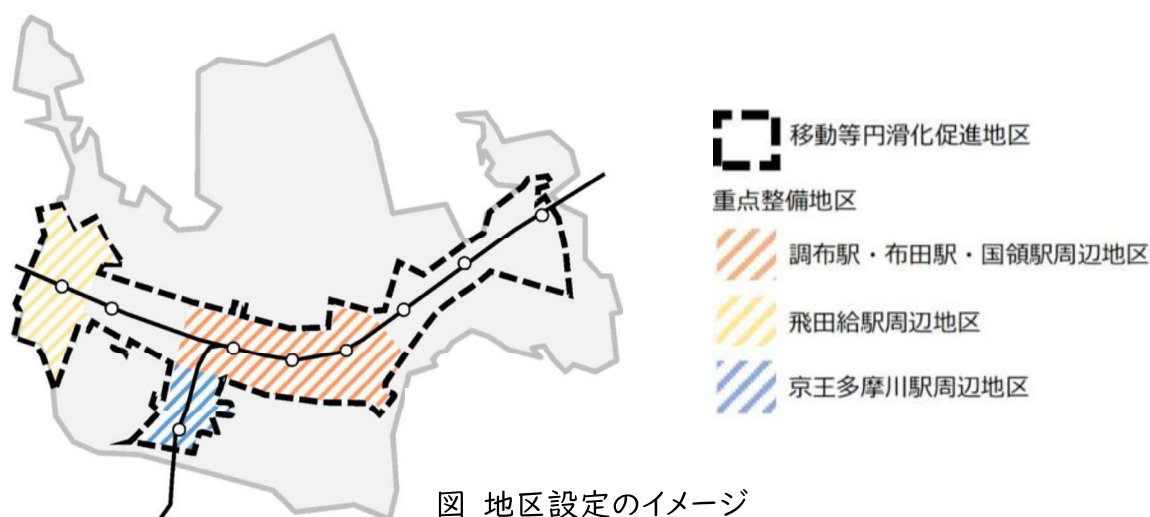 移動等円滑化促進地区
重点整備地区
調布駅・布田駅・国領駅周辺地区
飛田給駅周辺地区
京王多摩川駅周辺地区
図 地区設定のイメージ